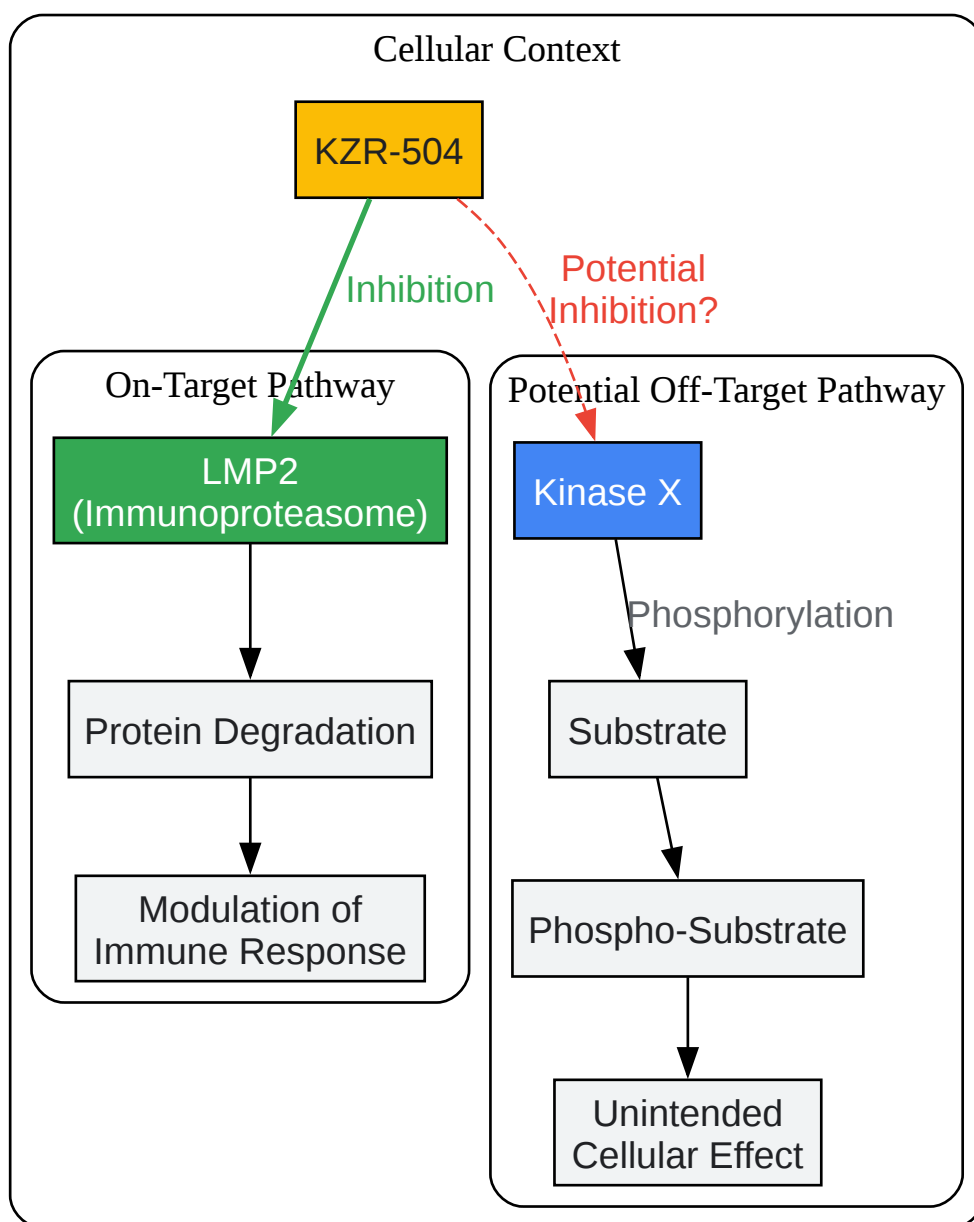 Cellular Context
KZR-504
Inhibition
Potential
Inhibition?
On-Target Pathway
LMP2
(Immunoproteasome)
Protein Degradation
Modulation of
Immune Response
Potential Off-Target Pathway
Kinase X
Phosphorylation
Substrate
Phospho-Substrate
Unintended
Cellular Effect